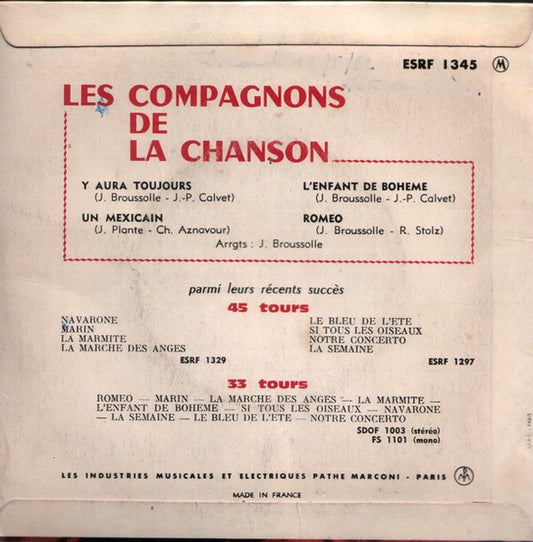 ESRF 1345 M
LES COMPAGNONS
DE
LA CHANSON
Y AURA TOUJOURS
(J. Broussolle - J.-P. Calvet)
UN MEXICAIN
(J. Plante - Ch. Aznavour)
L'ENFANT DE BOHEME
(J. Broussolle - J.-P. Calvet)
ROMEO
(J. Broussolle - R. Stolz)
Arrgts : J. Broussolle
parmi leurs récents succès
45 tours
NAVARONE
MARIN
LA MARMITE
LA MARCHE DES ANGES
ESRF 1329
LE BLEU DE L'ETE
SI TOUS LES OISEAUX
NOTRE CONCERTO
LA SEMAINE
ESRF 1297
33 tours
ROMEO — MARIN — LA MARCHE DES ANGES — LA MARMITE —
L'ENFANT DE BOHEME — SI TOUS LES OISEAUX — NAVARONE
— LA SEMAINE — LE BLEU DE L'ETE — NOTRE CONCERTO
SDOF 1003 (stéréo)
FS 1101 (mono)
LES INDUSTRIES MUSICALES ET ELECTRIQUES PATHE MARCONI - PARIS
MADE IN FRANCE